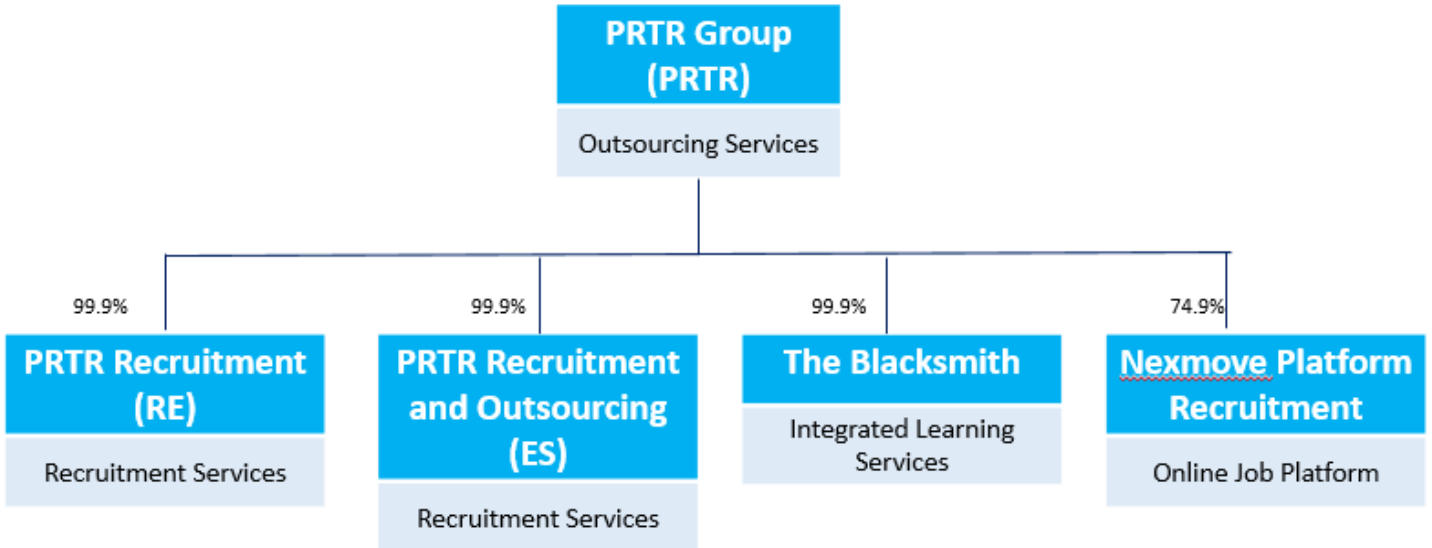 PRTR Group
(PRTR)
Outsourcing Services
99.9%
99.9%
99.9%
74.9%
PRTR Recruitment
(RE)
Recruitment Services
PRTR Recruitment
and Outsourcing
(ES)
Recruitment Services
The Blacksmith
Integrated Learning
Services
Nexmove Platform
Recruitment
Online Job Platform